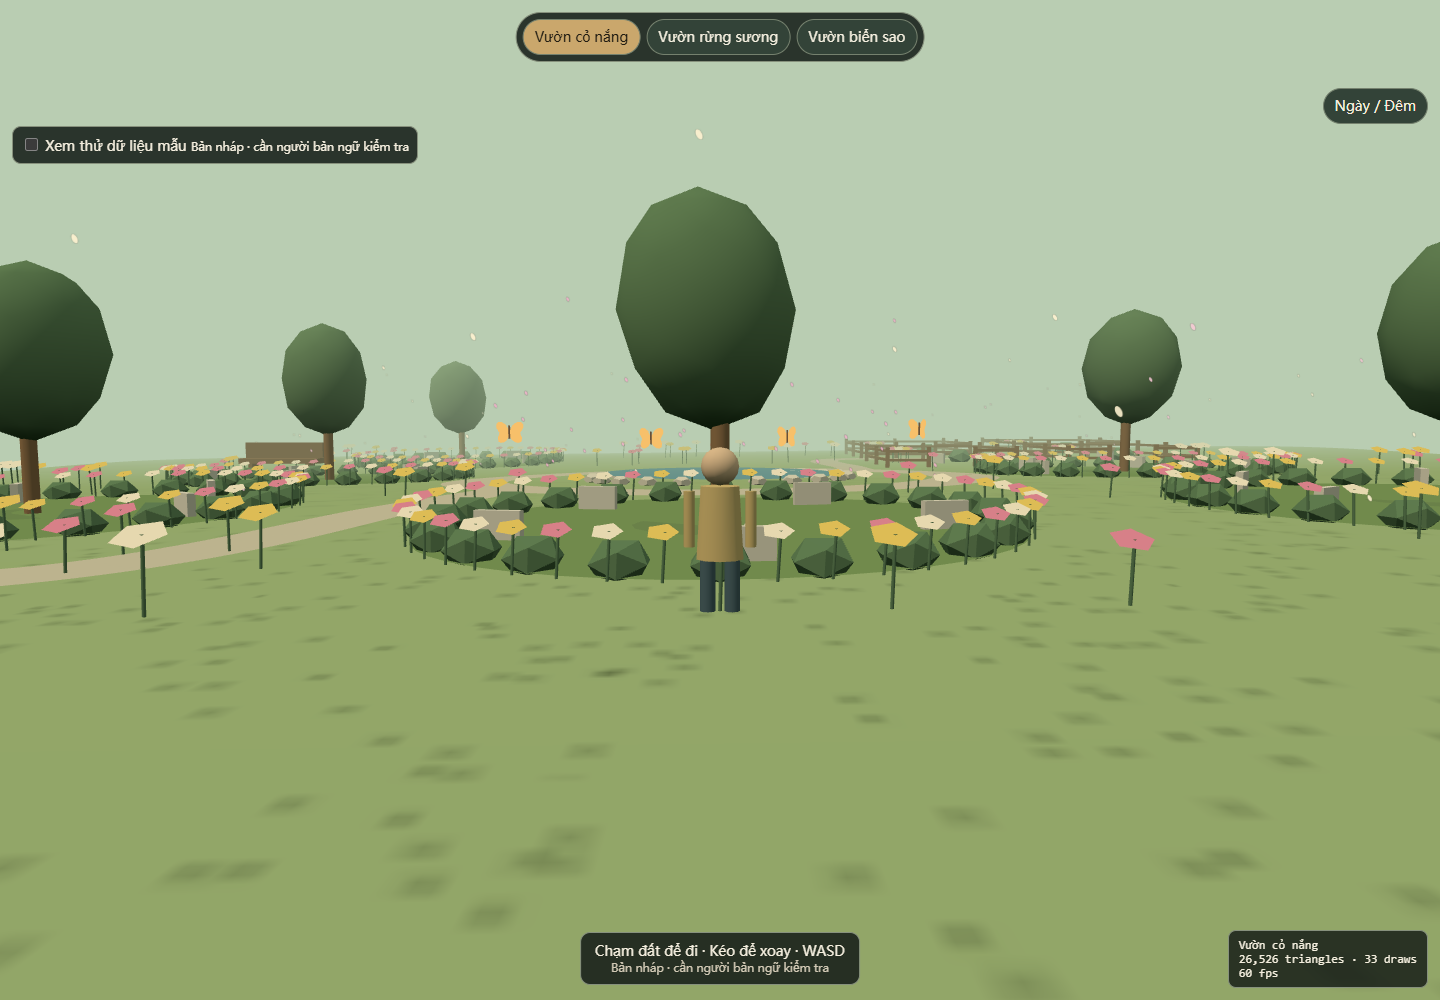 Vườn cỏ nắng
Vườn rừng sương
Vườn biển sao
Ngày / Đêm
Xem thử dữ liệu mẫu Bản nháp · cần người bản ngữ kiểm tra
Chạm đất để đi · Kéo để xoay · WASD
Bản nháp · cần người bản ngữ kiểm tra
Vườn cỏ nắng
26,526 triangles · 33 draws
60 fps